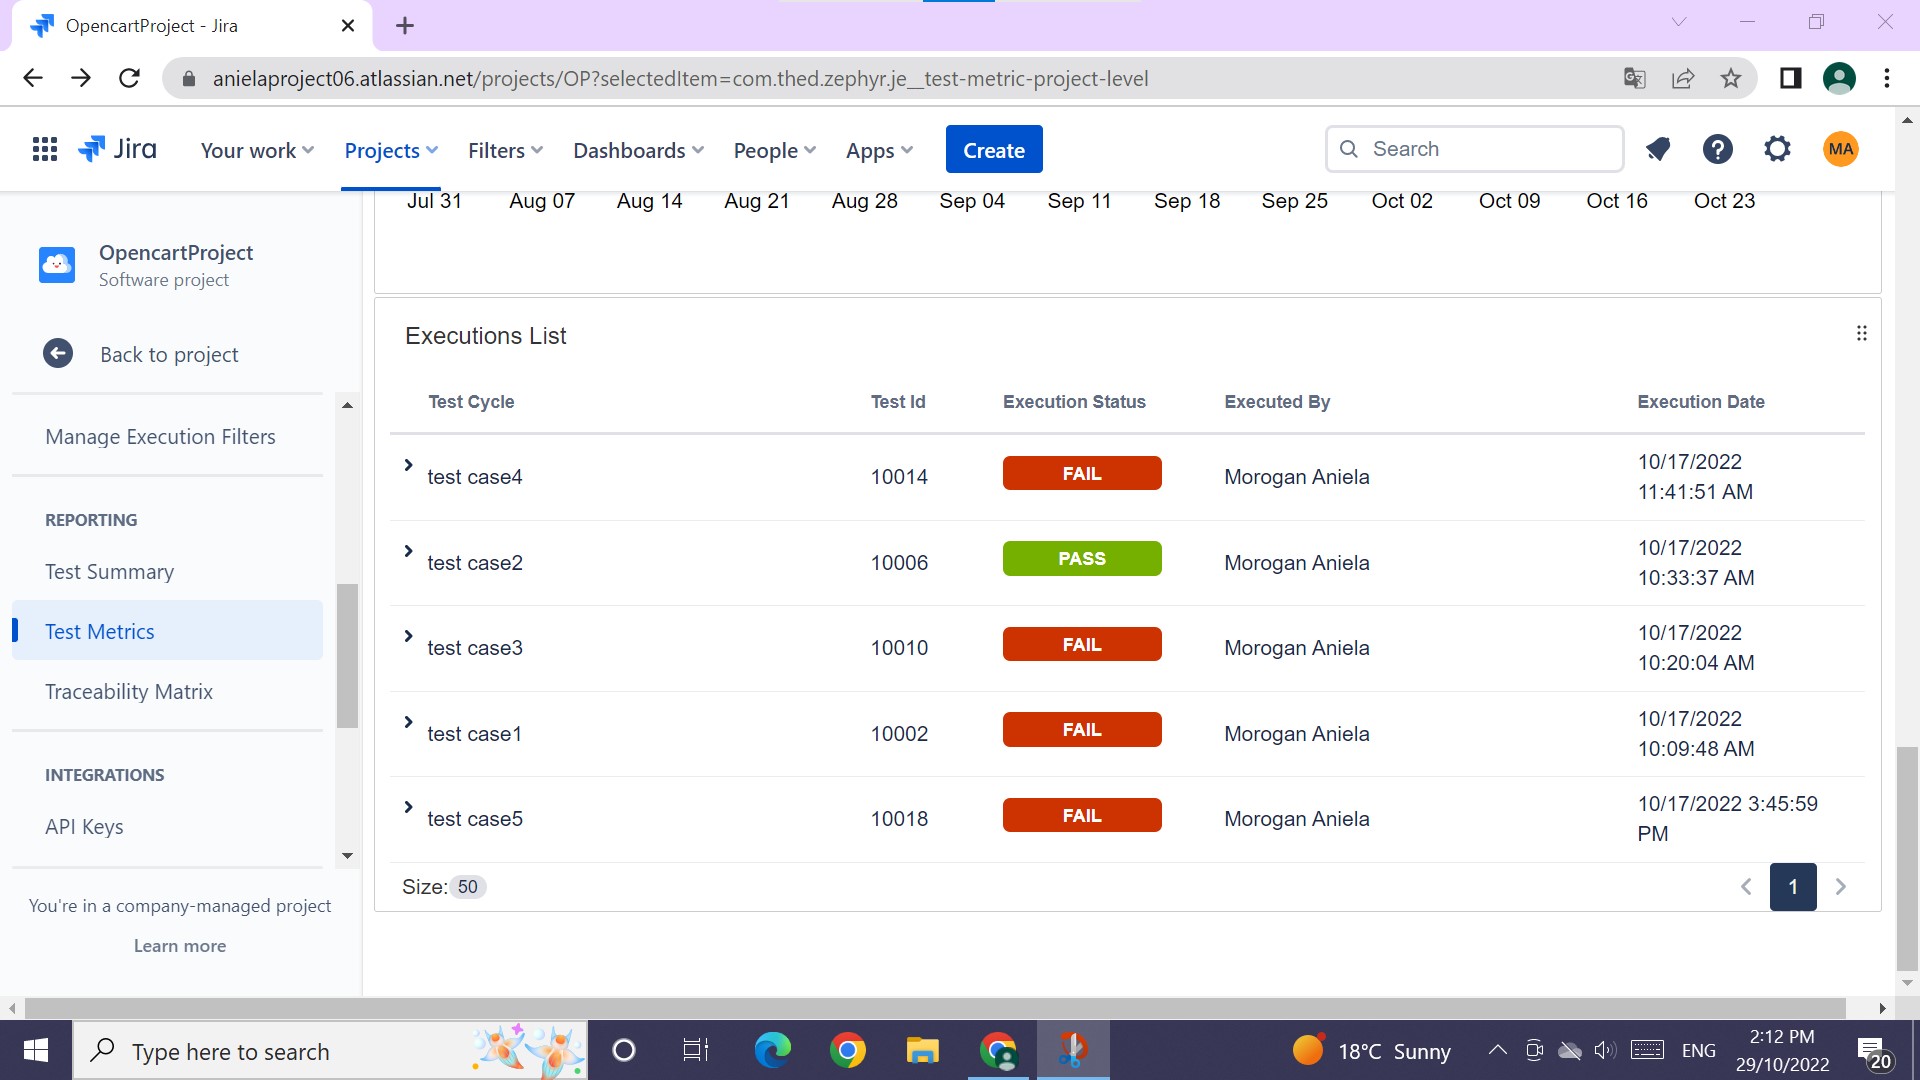 OpencartProject - Jira
anielaproject06.atlassian.net/projects/OP?selectedItem=com.thed.zephyr.je__test-metric-project-level
Jira Your work Projects Filters Dashboards People Apps Create Search MA
Jul 31 Aug 07 Aug 14 Aug 21 Aug 28 Sep 04 Sep 11 Sep 18 Sep 25 Oct 02 Oct 09 Oct 16 Oct 23
OpencartProject
Software project
Back to project
Manage Execution Filters
REPORTING
Test Summary
Test Metrics
Traceability Matrix
INTEGRATIONS
API Keys
You're in a company-managed project
Learn more
Executions List
Test Cycle Test Id Execution Status Executed By Execution Date
test case4 10014 FAIL Morogan Aniela 10/17/2022
11:41:51 AM
test case2 10006 PASS Morogan Aniela 10/17/2022
10:33:37 AM
test case3 10010 FAIL Morogan Aniela 10/17/2022
10:20:04 AM
test case1 10002 FAIL Morogan Aniela 10/17/2022
10:09:48 AM
test case5 10018 FAIL Morogan Aniela 10/17/2022 3:45:59
PM
Size: 50 1
Type here to search 18°C Sunny ENG 2:12 PM
29/10/2022 20